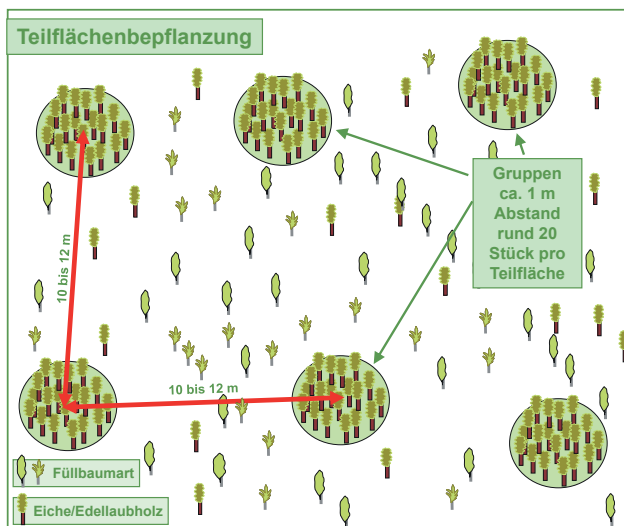 Teilflächenbepflanzung
Gruppen
ca. 1 m
Abstand
rund 20
Stück pro
Teilfläche
10 bis 12 m
10 bis 12 m
Füllbaumart
Eiche/Edellaubholz